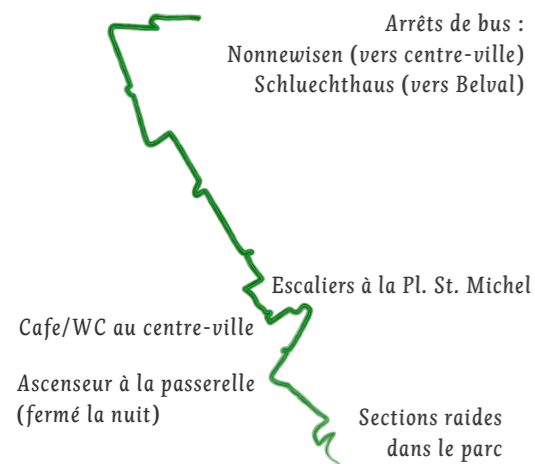 Arrêts de bus :
Nonnewisen (vers centre-ville)
Schluechthaus (vers Belval)
Escaliers à la Pl. St. Michel
Cafe/WC au centre-ville
Ascenseur à la passerelle
(fermé la nuit)
Sections raides
dans le parc